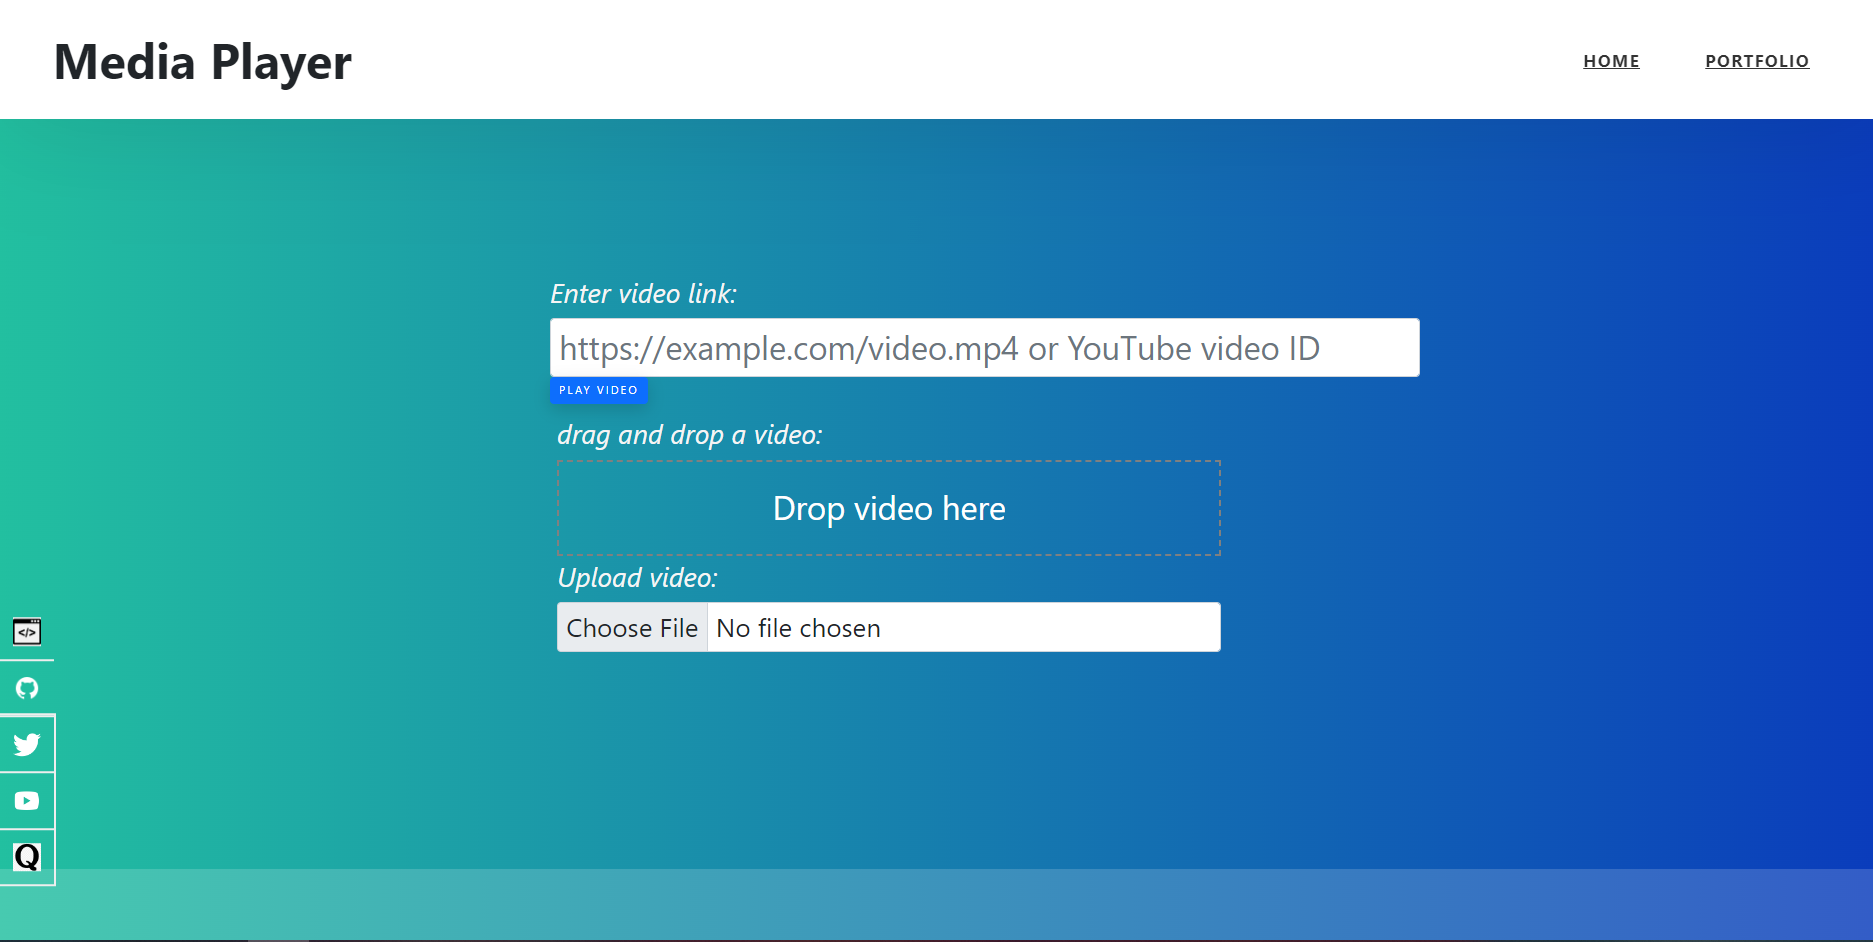 Media Player
HOME PORTFOLIO
Enter video link:
https://example.com/video.mp4 or YouTube video ID
PLAY VIDEO
drag and drop a video:
Drop video here
Upload video:
Choose File No file chosen
</>
Q